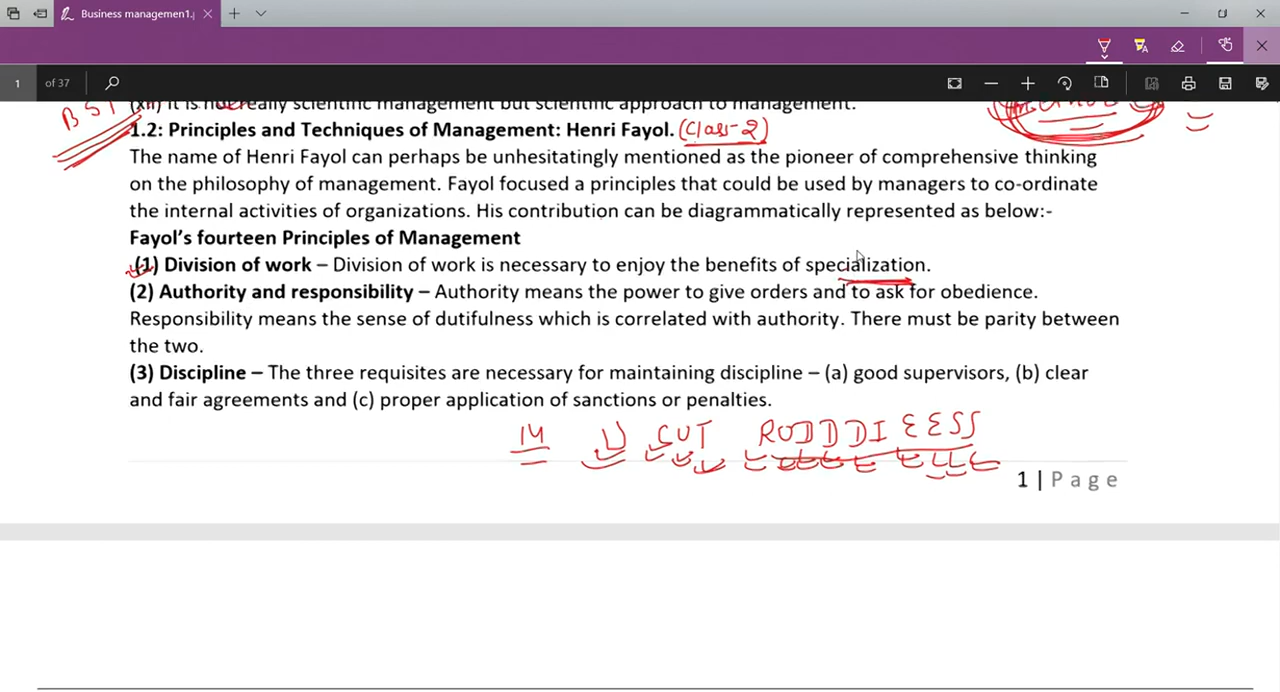 Business managemen1.p
1 of 37
BST
(xii) it is not really scientific management but scientific approach to management.
1.2: Principles and Techniques of Management: Henri Fayol. (Class-2)
The name of Henri Fayol can perhaps be unhesitatingly mentioned as the pioneer of comprehensive thinking
on the philosophy of management. Fayol focused a principles that could be used by managers to co-ordinate
the internal activities of organizations. His contribution can be diagrammatically represented as below:-
Fayol's fourteen Principles of Management
(1) Division of work – Division of work is necessary to enjoy the benefits of specialization.
(2) Authority and responsibility – Authority means the power to give orders and to ask for obedience.
Responsibility means the sense of dutifulness which is correlated with authority. There must be parity between
the two.
(3) Discipline – The three requisites are necessary for maintaining discipline – (a) good supervisors, (b) clear
and fair agreements and (c) proper application of sanctions or penalties.
14
1 | Page